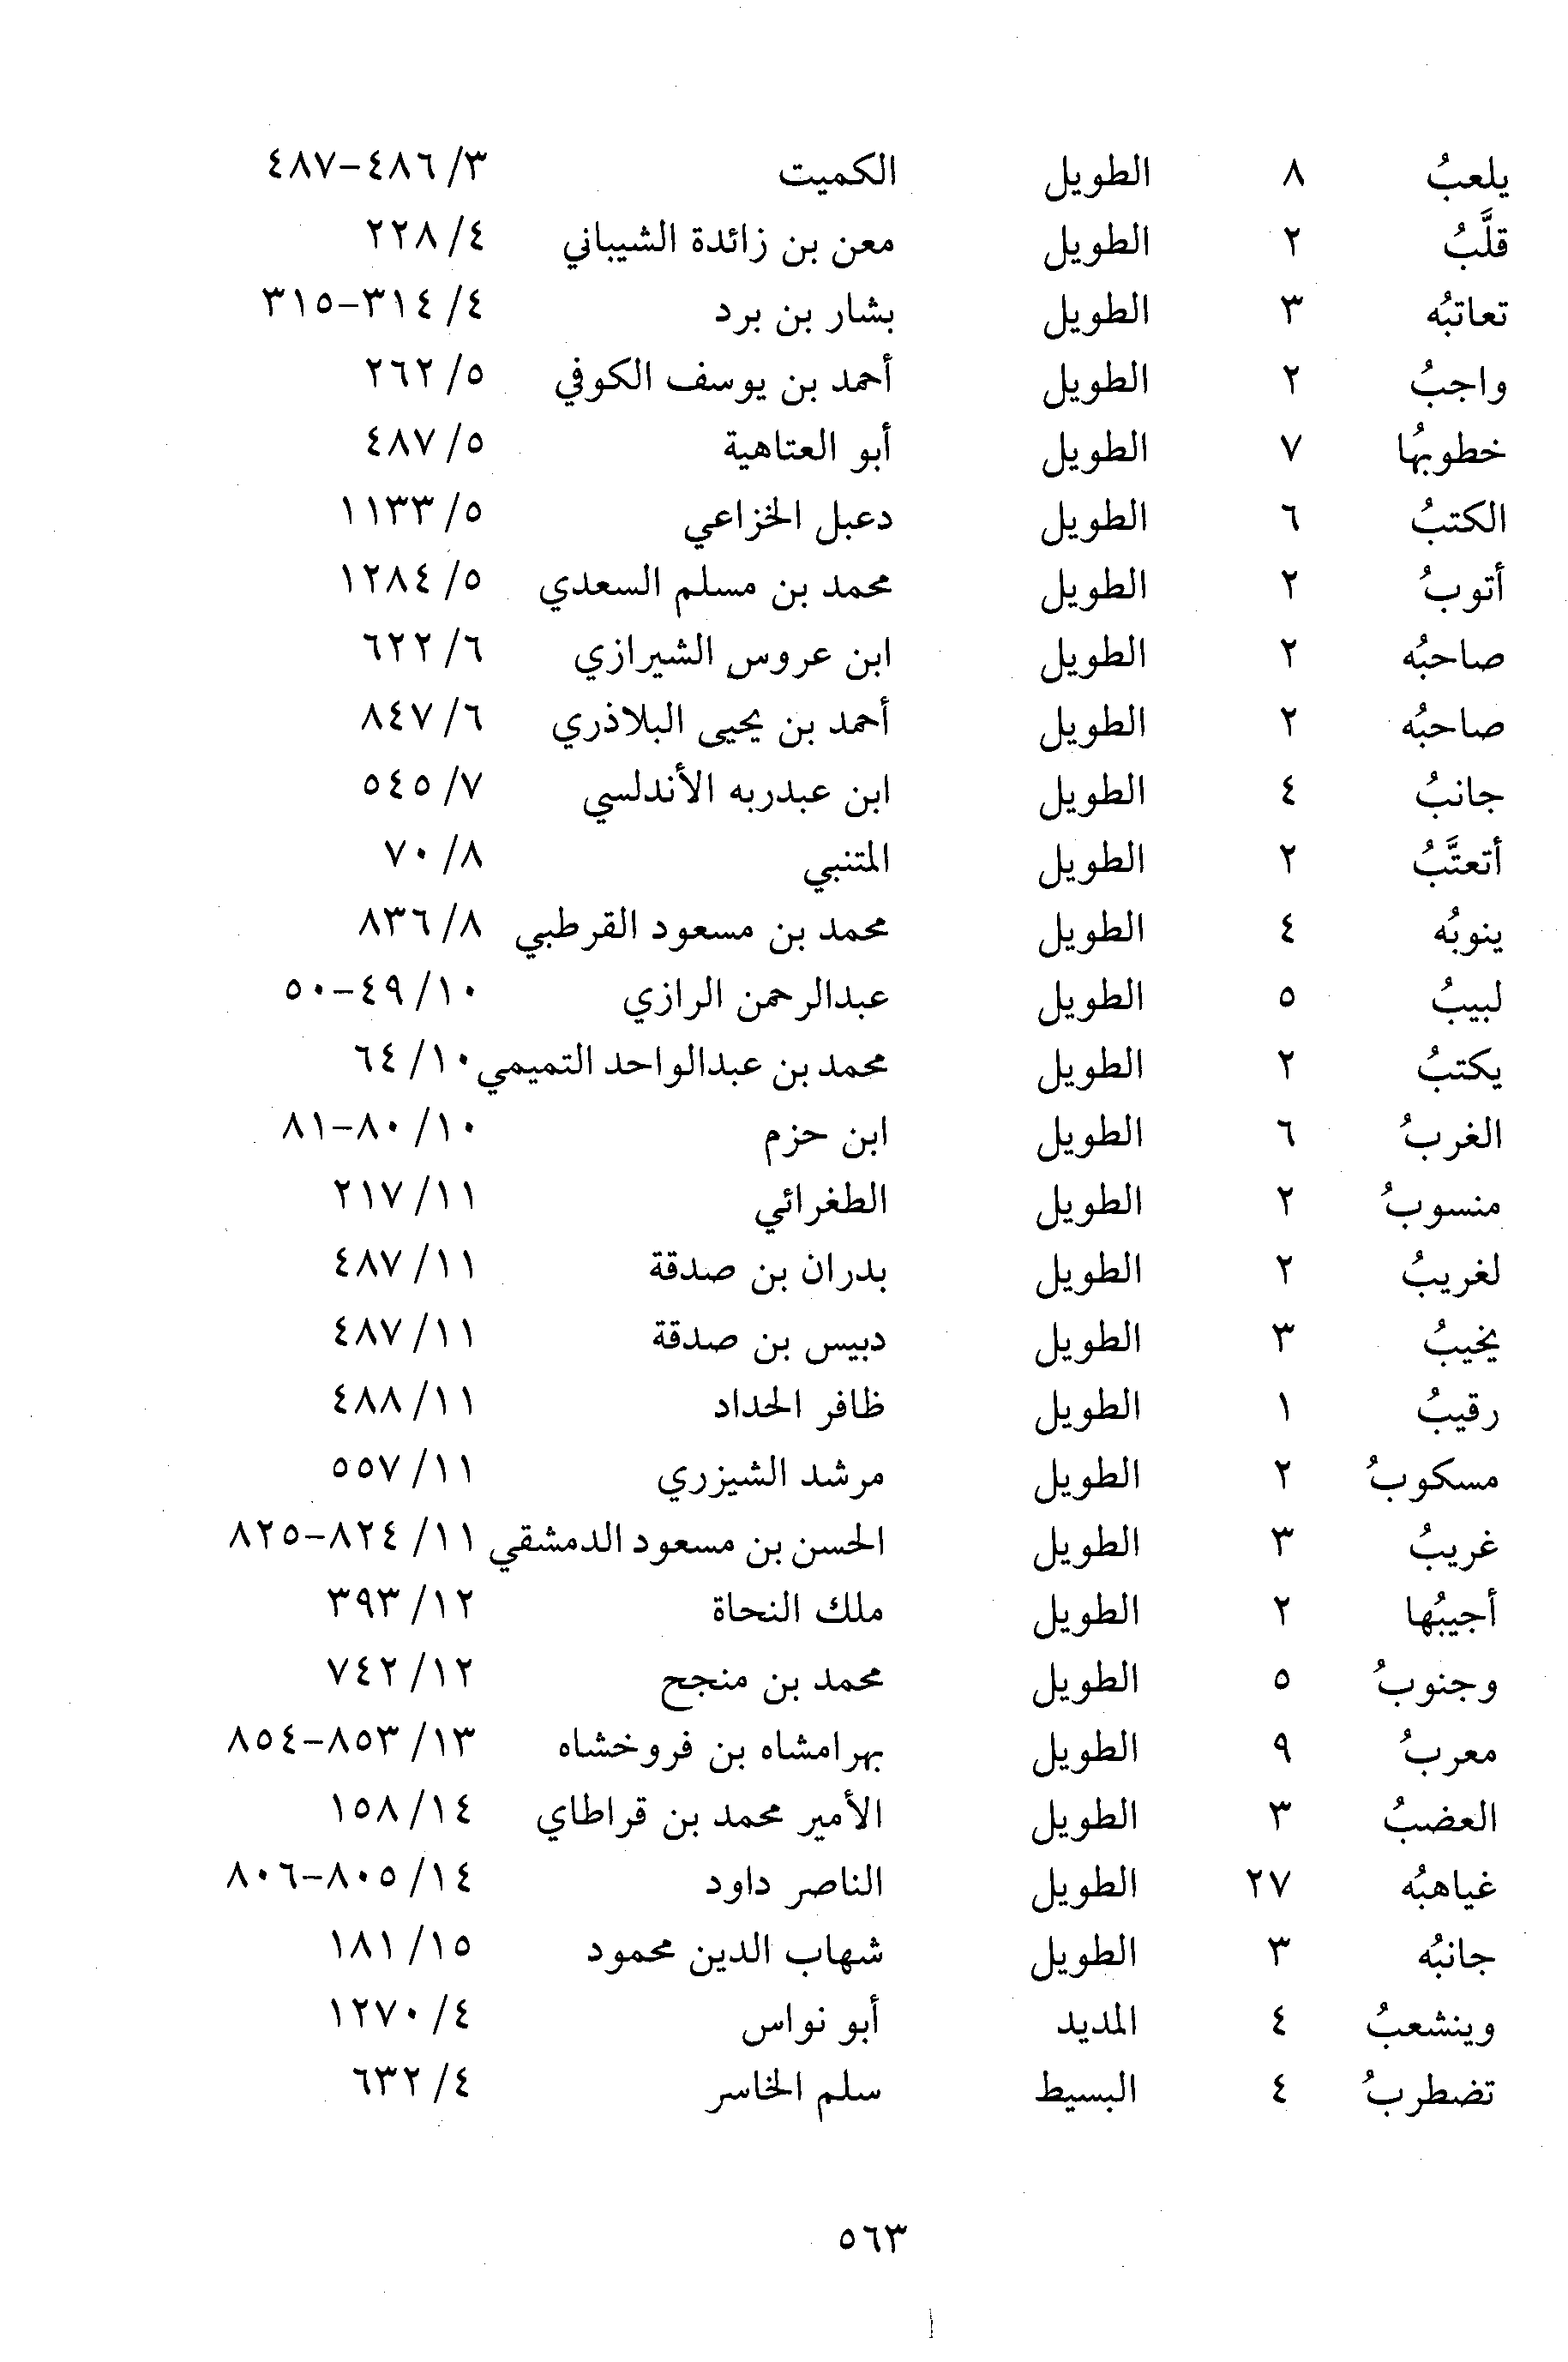 يلعبُ ٨ الطويل الكميت ٣/ ٤٨٦-٤٨٧
قلَّبُ ٢ الطويل معن بن زائدة الشيباني ٤/ ٢٢٨
تعاتبُه ٣ الطويل بشار بن برد ٤/ ٣١٤-٣١٥
واجبُ ٢ الطويل أحمد بن يوسف الكوفي ٥/ ٢٦٢
خطوبُها ٧ الطويل أبو العتاهية ٥/ ٤٨٧
الكتبُ ٦ الطويل دعبل الخزاعي ٥/ ١١٣٣
أتوبُ ٢ الطويل محمد بن مسلم السعدي ٥/ ١٢٨٤
صاحبُه ٢ الطويل ابن عروس الشيرازي ٦/ ٦٢٢
صاحبُه ٢ الطويل أحمد بن يحيى البلاذري ٦/ ٨٤٧
جانبُ ٤ الطويل ابن عبدربه الأندلسي ٧/ ٥٤٥
أتعتَّبُ ٢ الطويل المتنبي ٨/ ٧٠
ينوبُه ٤ الطويل محمد بن مسعود القرطبي ٨/ ٨٣٦
لبيبُ ٥ الطويل عبدالرحمن الرازي ١٠/ ٤٩-٥٠
يكتبُ ٢ الطويل محمد بن عبدالواحد التميمي ١٠/ ٦٤
الغربُ ٦ الطويل ابن حزم ١٠/ ٨٠-٨١
منسوبُ ٢ الطويل الطغرائي ١١/ ٢١٧
لغريبُ ٢ الطويل بدران بن صدقة ١١/ ٤٨٧
يخيبُ ٣ الطويل دبيس بن صدقة ١١/ ٤٨٧
رقيبُ ١ الطويل ظافر الحداد ١١/ ٤٨٨
مسكوبُ ٢ الطويل مرشد الشيزري ١١/ ٥٥٧
غريبُ ٣ الطويل الحسن بن مسعود الدمشقي ١١/ ٨٢٤-٨٢٥
أجيبُها ٢ الطويل ملك النحاة ١٢/ ٣٩٣
وجنوبُ ٥ الطويل محمد بن منجح ١٢/ ٧٤٢
معربُ ٩ الطويل بهرامشاه بن فروخشاه ١٣/ ٨٥٣-٨٥٤
العضبُ ٣ الطويل الأمير محمد بن قراطاي ١٤/ ١٥٨
غياهبُه ٢٧ الطويل الناصر داود ١٤/ ٨٠٥-٨٠٦
جانبُه ٣ الطويل شهاب الدين محمود ١٥/ ١٨١
وينشعبُ ٤ المديد أبو نواس ٤/ ١٢٧٠
تضطربُ ٤ البسيط سلم الخاسر ٤/ ٦٣٢
٥٦٣